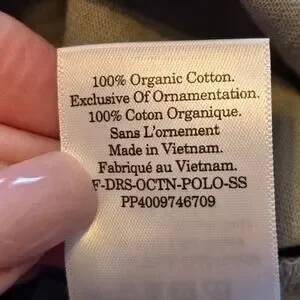 100% Organic Cotton.
Exclusive Of Ornamentation.
100% Coton Organique.
Sans L'ornement
Made in Vietnam.
Fabriqué au Vietnam.
F-DRS-OCTN-POLO-SS
PP4009746709